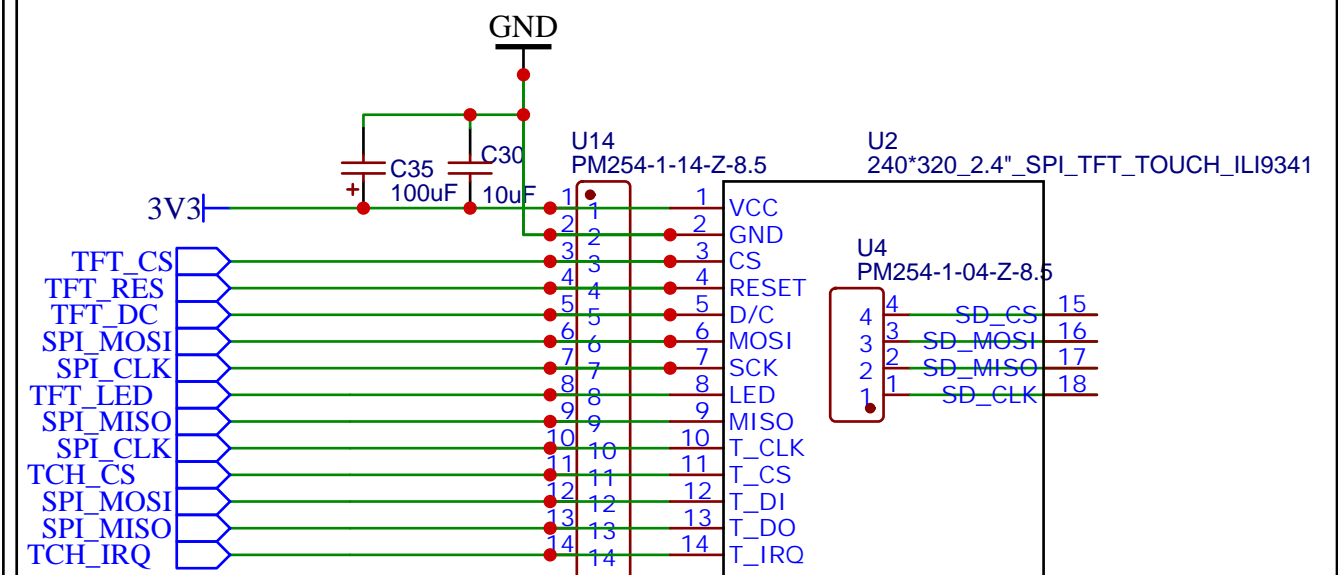 GND
U14
PM254-1-14-Z-8.5
U2
240*320_2.4"_SPI_TFT_TOUCH_ILI9341
C35
100uF
C30
10uF
+
3V3
1 1 1 VCC
2 2 2 GND
TFT_CS 3 3 3 CS
TFT_RES 4 4 4 RESET
TFT_DC 5 5 5 D/C
SPI_MOSI 6 6 6 MOSI
SPI_CLK 7 7 7 SCK
TFT_LED 8 8 8 LED
SPI_MISO 9 9 9 MISO
SPI_CLK 10 10 10 T_CLK
TCH_CS 11 11 11 T_CS
SPI_MOSI 12 12 12 T_DI
SPI_MISO 13 13 13 T_DO
TCH_IRQ 14 14 14 T_IRQ
U4
PM254-1-04-Z-8.5
4 4 SD_CS 15
3 3 SD_MOSI 16
2 2 SD_MISO 17
1 1 SD_CLK 18